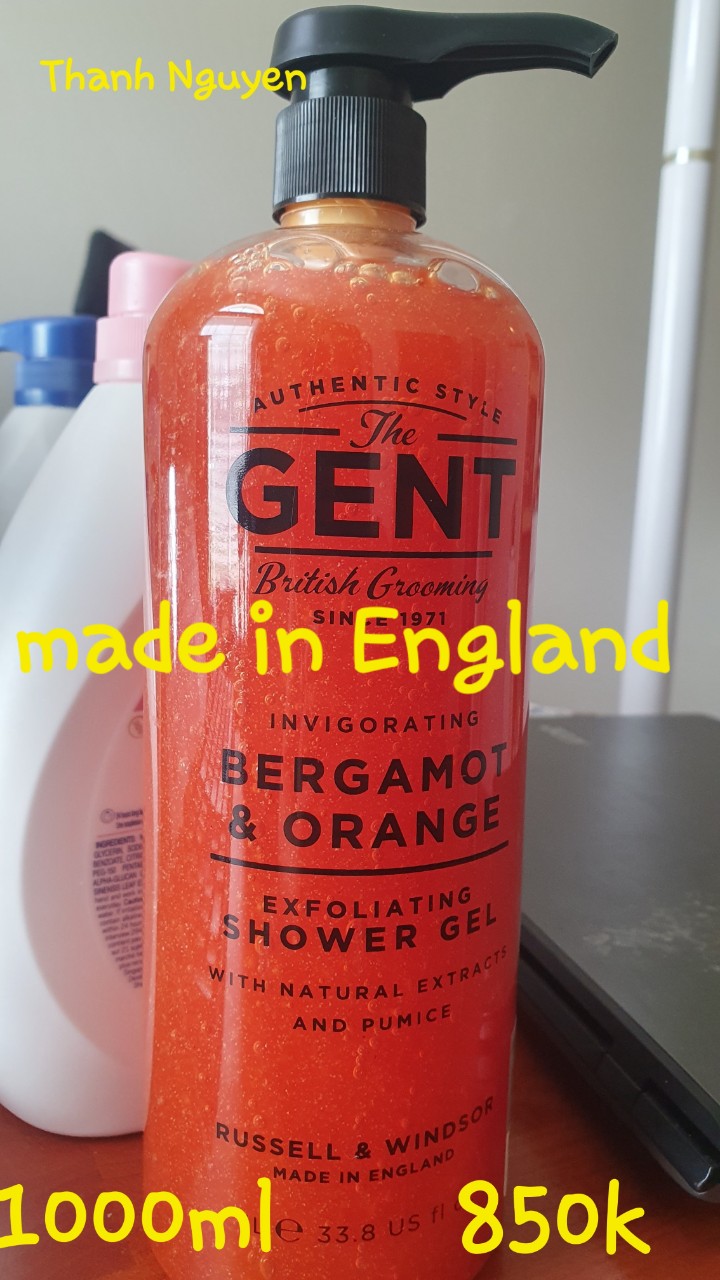 Thanh Nguyen
AUTHENTIC STYLE
The
GENT
British Grooming
SINCE 1971
made in England
INVIGORATING
BERGAMOT
& ORANGE
EXFOLIATING
SHOWER GEL
WITH NATURAL EXTRACTS
AND PUMICE
RUSSELL & WINDSOR
MADE IN ENGLAND
1000ml
850k
℮ 33.8 US fl
INGREDIENTS: